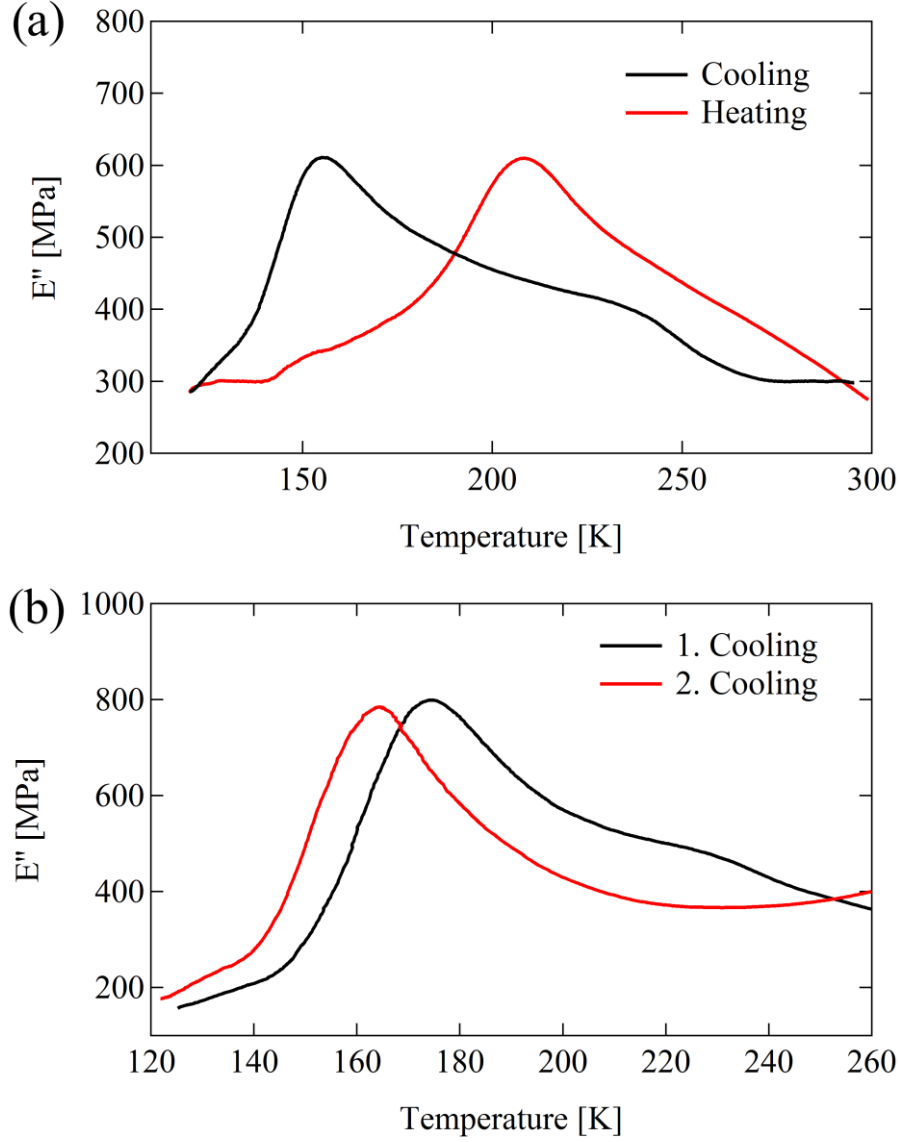 (a)
800
700
600
500
400
300
200
E" [MPa]
Cooling
Heating
150
200
250
300
Temperature [K]
(b)
1000
800
600
400
200
E" [MPa]
1. Cooling
2. Cooling
120
140
160
180
200
220
240
260
Temperature [K]